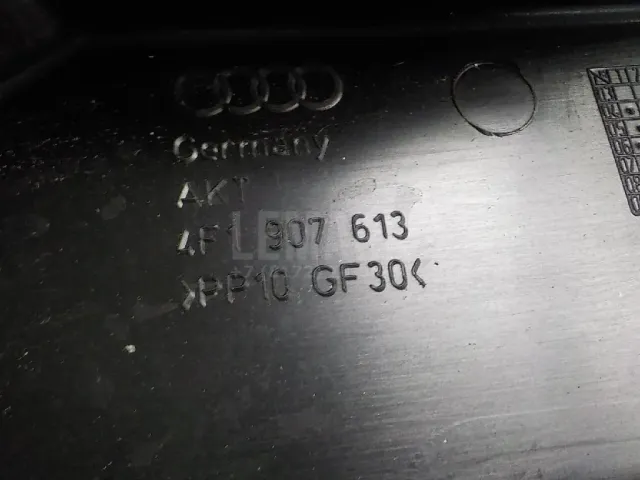 Germany
AKT
4F1 907 613
>PP10 GF30<